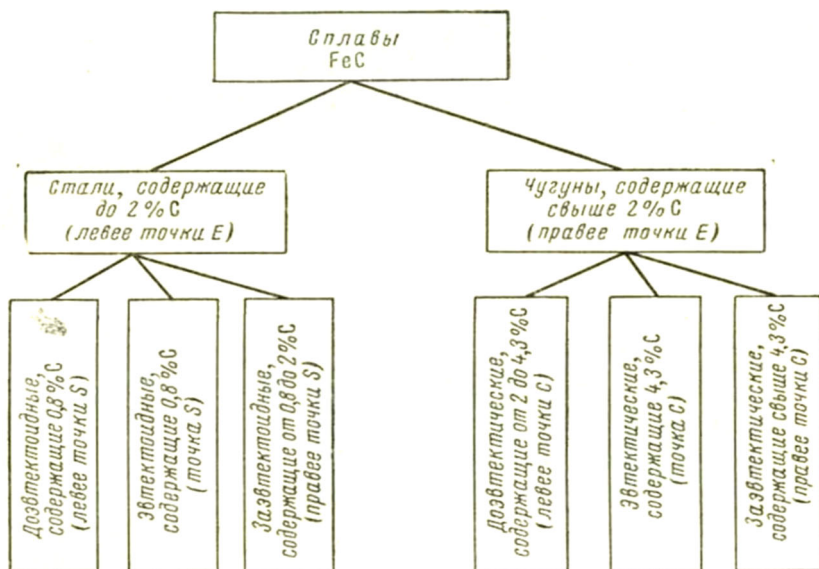 Сплавы
FeC
Стали, содержащие
до 2%С
(левее точки Е)
Чугуны, содержащие
свыше 2%С
(правее точки Е)
Доэвтектоидные,
содержащие 0,8%С
(левее точки S)
Эвтектоидные,
содержащие 0,8%С
(точка S)
Заэвтектоидные,
содержащие от 0,8 до 2%С
(правее точки S)
Доэвтектические,
содержащие от 2 до 4,3%С
(левее точки С)
Эвтектические,
содержащие 4,3%С
(точка С)
Заэвтектические,
содержащие свыше 4,3%С
(правее точки С)